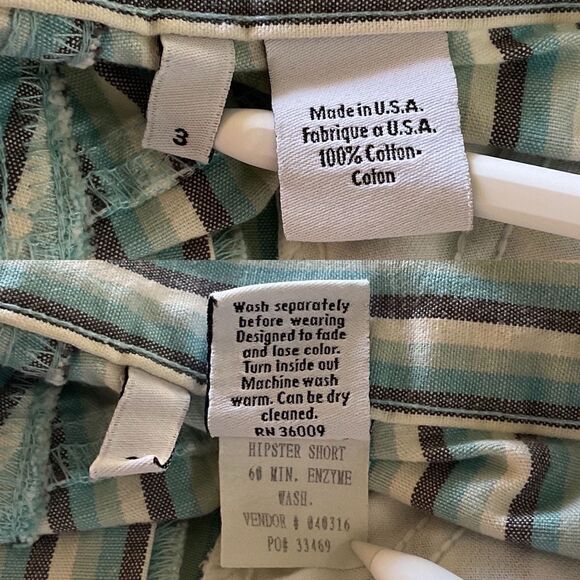 3
Made in U.S.A.
Fabrique a U.S.A.
100% Cotton-
Coton
Wash separately
before wearing
Designed to fade
and lose color.
Turn inside out
Machine wash
warm. Can be dry
cleaned.
RN 36009
HIPSTER SHORT
60 MIN. ENZYME
WASH.
VENDOR # 040316
PO# 33469